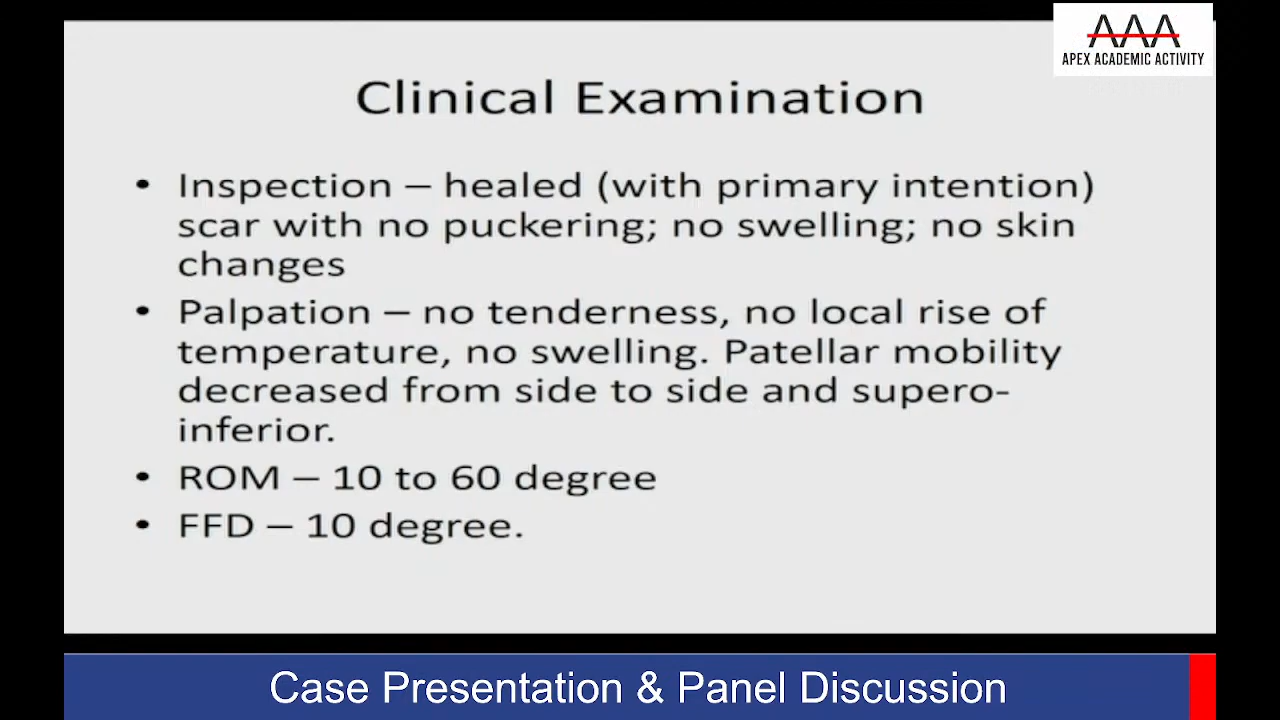 AAA
APEX ACADEMIC ACTIVITY
Clinical Examination
• Inspection – healed (with primary intention)
scar with no puckering; no swelling; no skin
changes
• Palpation – no tenderness, no local rise of
temperature, no swelling. Patellar mobility
decreased from side to side and supero-
inferior.
• ROM – 10 to 60 degree
• FFD – 10 degree.
Case Presentation & Panel Discussion